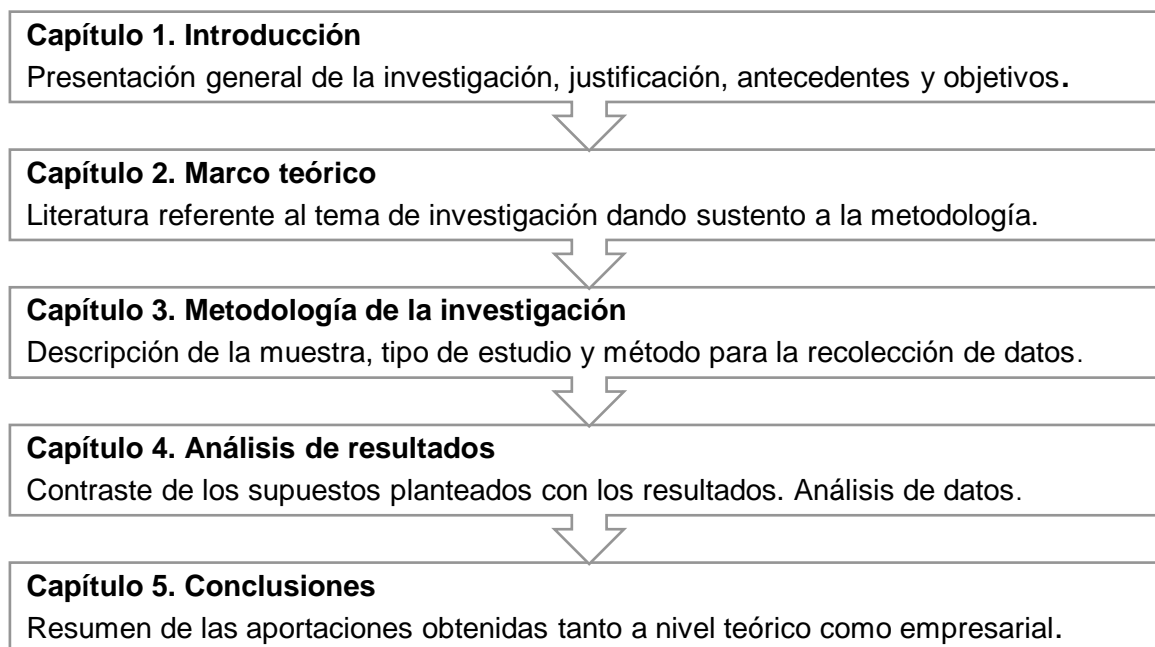 Capítulo 1. Introducción
Presentación general de la investigación, justificación, antecedentes y objetivos.
Capítulo 2. Marco teórico
Literatura referente al tema de investigación dando sustento a la metodología.
Capítulo 3. Metodología de la investigación
Descripción de la muestra, tipo de estudio y método para la recolección de datos.
Capítulo 4. Análisis de resultados
Contraste de los supuestos planteados con los resultados. Análisis de datos.
Capítulo 5. Conclusiones
Resumen de las aportaciones obtenidas tanto a nivel teórico como empresarial.